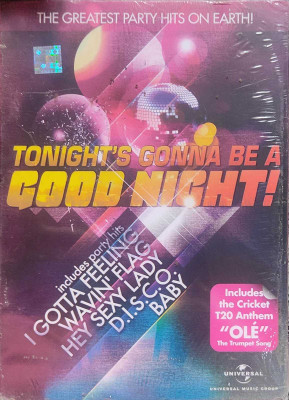 THE GREATEST PARTY HITS ON EARTH!
TONIGHT'S GONNA BE A
GOOD NIGHT!
includes party hits
I GOTTA FEELING
WAVIN' FLAG
HEY SEXY LADY
D.I.S.C.O.
BABY
Includes
the Cricket
T20 Anthem
"OLÉ"
The Trumpet Song
UNIVERSAL
UNIVERSAL MUSIC GROUP